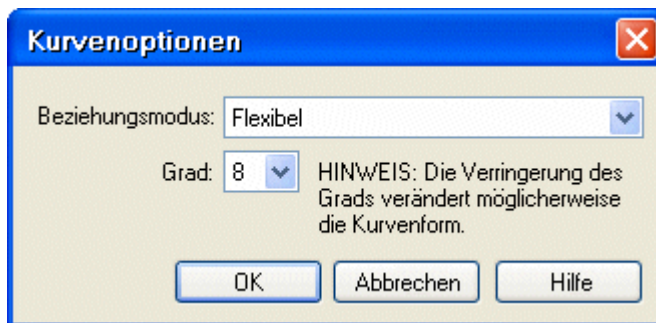 Kurvenoptionen
Beziehungsmodus: Flexibel
Grad: 8 HINWEIS: Die Verringerung des
Grads verändert möglicherweise
die Kurvenform.
OK Abbrechen Hilfe